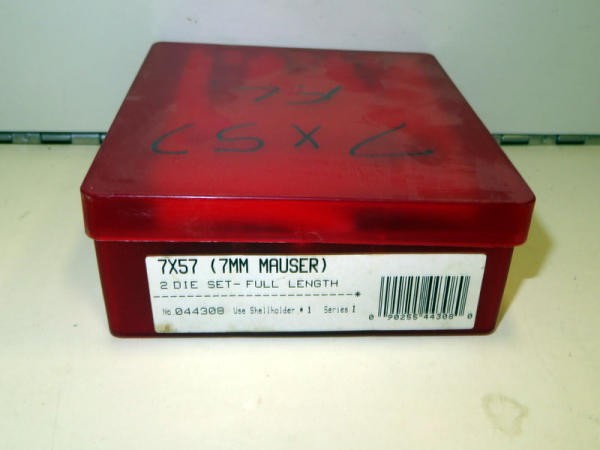 FL
7X57
7X57 (7MM MAUSER)
2 DIE SET- FULL LENGTH
No. 044308 Use Shellholder # 1 Series I
0 90255 44308 0